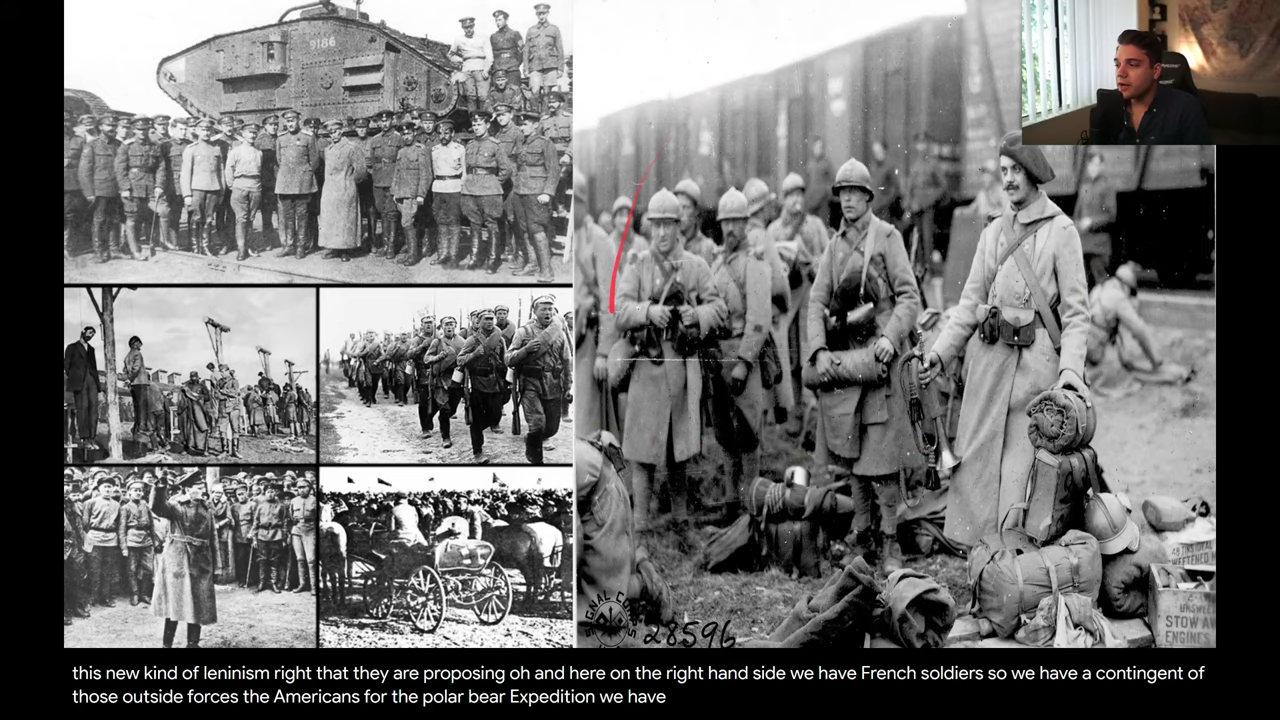 9186
SIGNAL CORPS
28596
STOW AW
ENGINES
this new kind of leninism right that they are proposing oh and here on the right hand side we have French soldiers so we have a contingent of
those outside forces the Americans for the polar bear Expedition we have